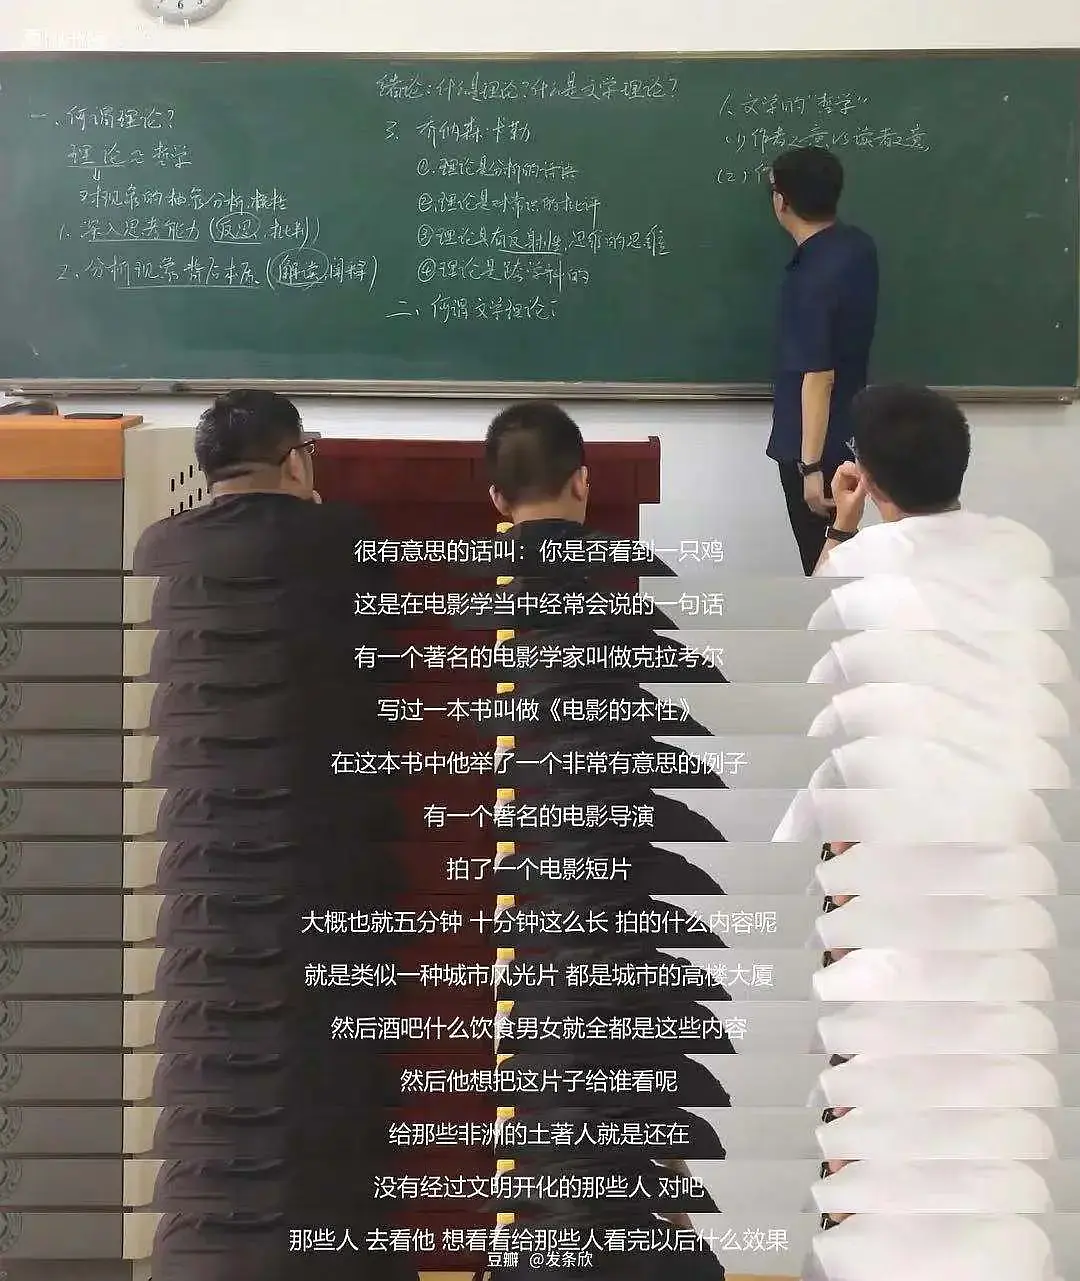 绪论：什么是理论？什么是文学理论？
一、何谓理论？
理论≈哲学
对现象的抽象分析、概括
1. 深入思考能力（反思、批判）
2. 分析现象背后本原（解读、阐释）
3. 乔纳森·卡勒
①.理论是分析的话语
②.理论是对常识的批评
③理论具有反射性，思维的思维
④理论是跨学科的
二、何谓文学理论？
1. 文学的“哲学”
(1) 作者之意 vs 读者之意
(2)
很有意思的话叫：你是否看到一只鸡
这是在电影学当中经常会说的一句话
有一个著名的电影学家叫做克拉考尔
写过一本书叫做《电影的本性》
在这本书中他举了一个非常有意思的例子
有一个著名的电影导演
拍了一个电影短片
大概也就五分钟 十分钟这么长 拍的什么内容呢
就是类似一种城市风光片 都是城市的高楼大厦
然后酒吧什么饮食男女就全都是这些内容
然后他想把这片子给谁看呢
给那些非洲的土著人就是还在
没有经过文明开化的那些人 对吧
那些人 去看他 想看看给那些人看完以后什么效果
豆瓣 @发条欣